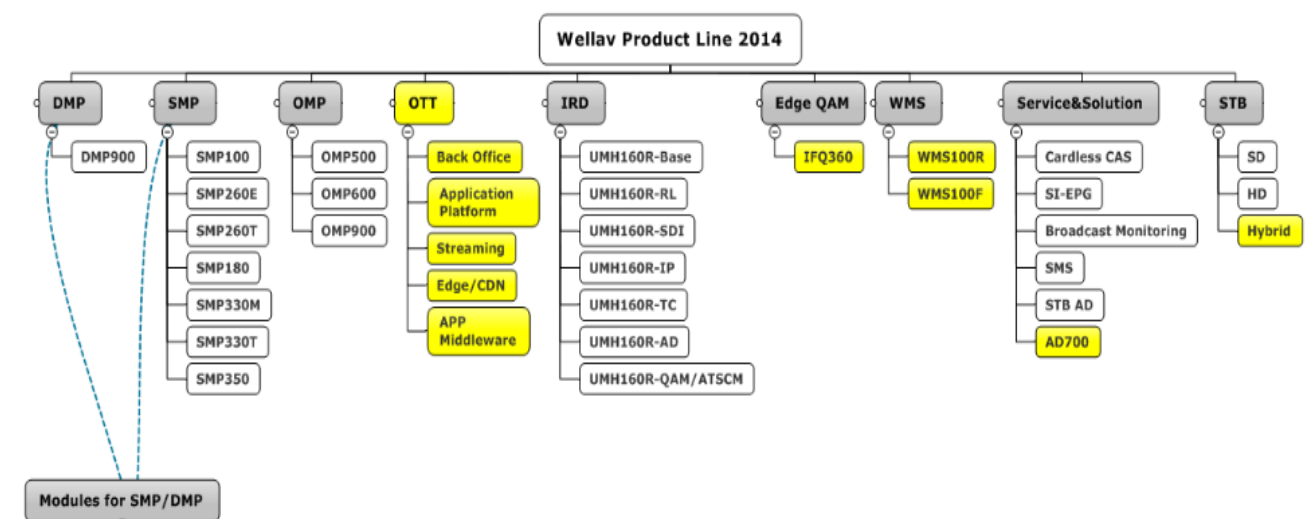 Wellav Product Line 2014
DMP
SMP
OMP
OTT
IRD
Edge QAM
WMS
Service&Solution
STB
DMP900
SMP100
SMP260E
SMP260T
SMP180
SMP330M
SMP330T
SMP350
OMP500
OMP600
OMP900
Back Office
Application
Platform
Streaming
Edge/CDN
APP
Middleware
UMH160R-Base
UMH160R-RL
UMH160R-SDI
UMH160R-IP
UMH160R-TC
UMH160R-AD
UMH160R-QAM/ATSCM
IFQ360
WMS100R
WMS100F
Cardless CAS
SI-EPG
Broadcast Monitoring
SMS
STB AD
AD700
SD
HD
Hybrid
Modules for SMP/DMP